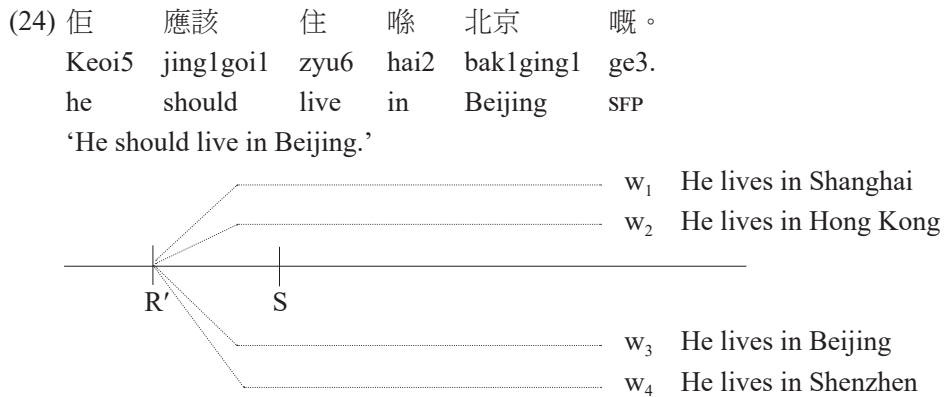 (24) 佢 應該 住 喺 北京 嘅。
Keoi5 jing1goi1 zyu6 hai2 bak1ging1 ge3.
he should live in Beijing SFP
‘He should live in Beijing.’
w₁ He lives in Shanghai
w₂ He lives in Hong Kong
R′ S
w₃ He lives in Beijing
w₄ He lives in Shenzhen